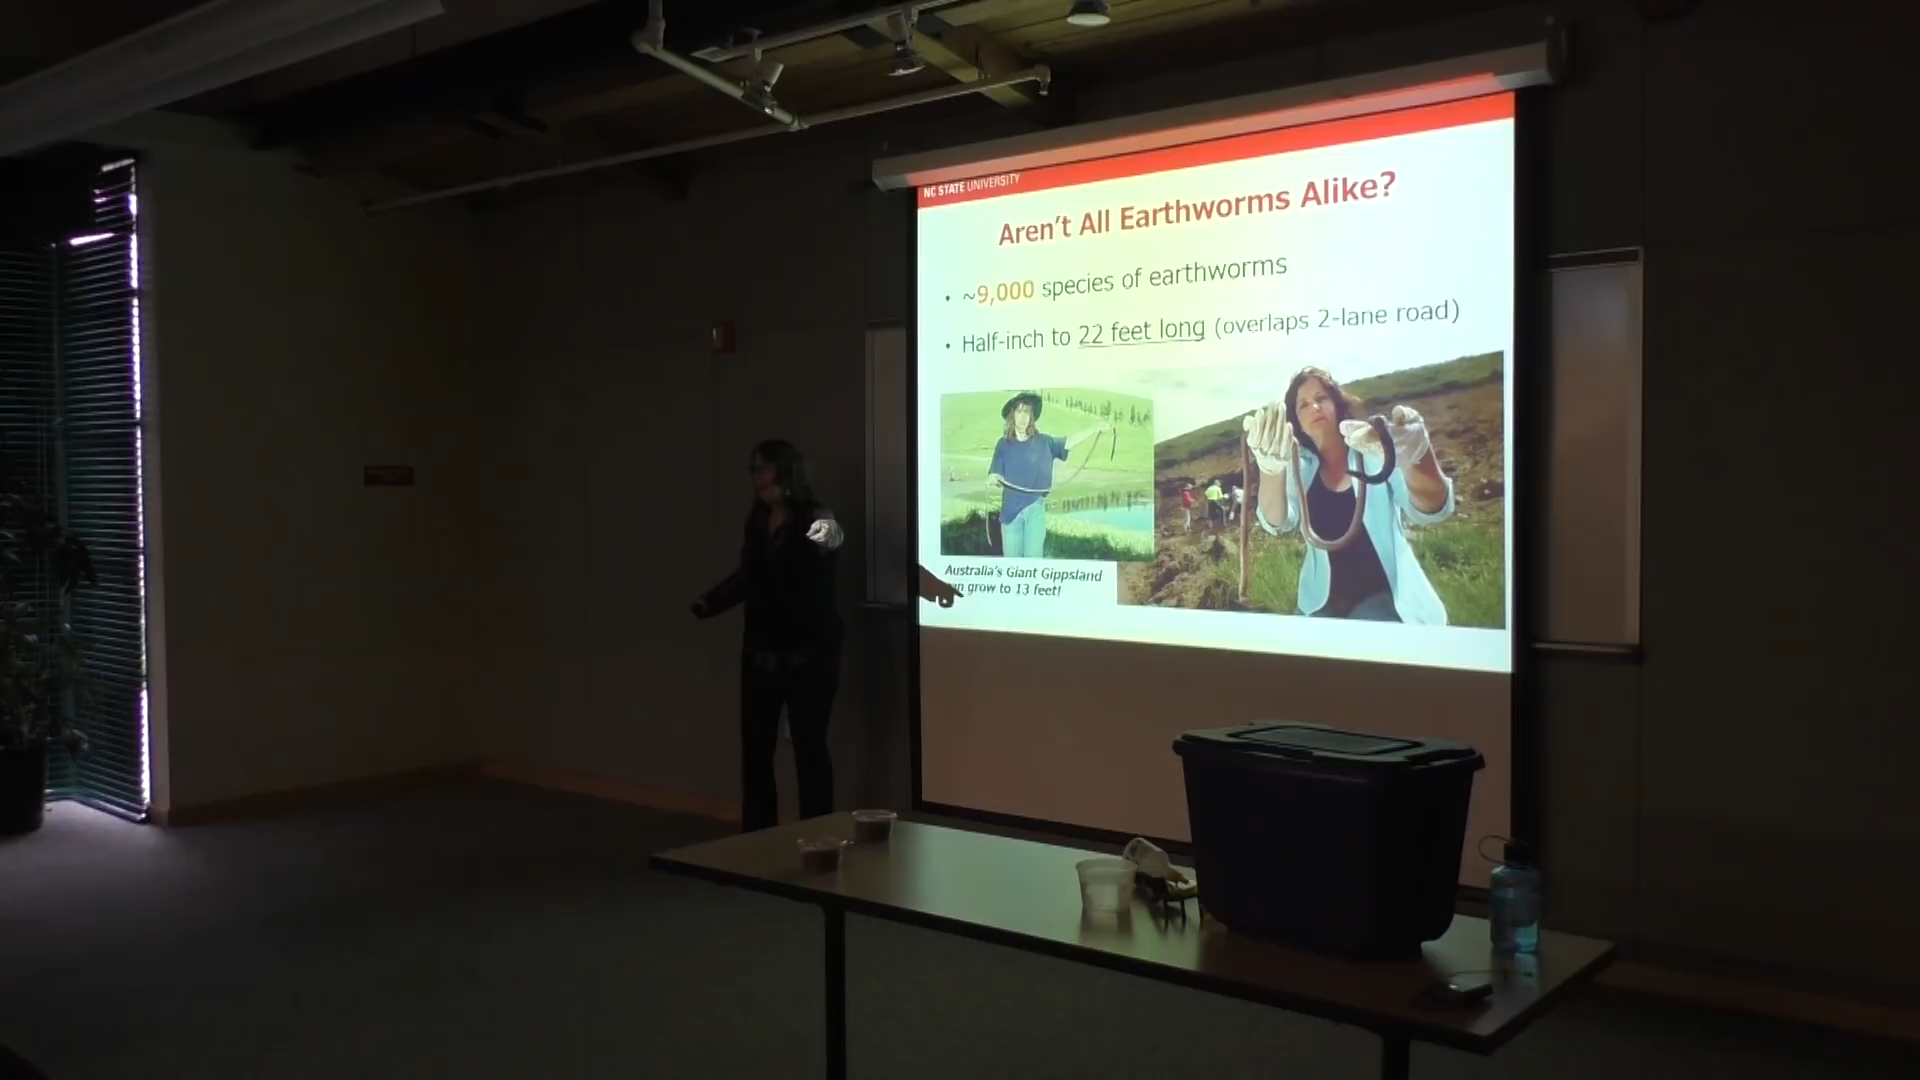 NC STATE UNIVERSITY
Aren't All Earthworms Alike?
• ~9,000 species of earthworms
• Half-inch to 22 feet long (overlaps 2-lane road)
Australia's Giant Gippsland
grow to 13 feet!